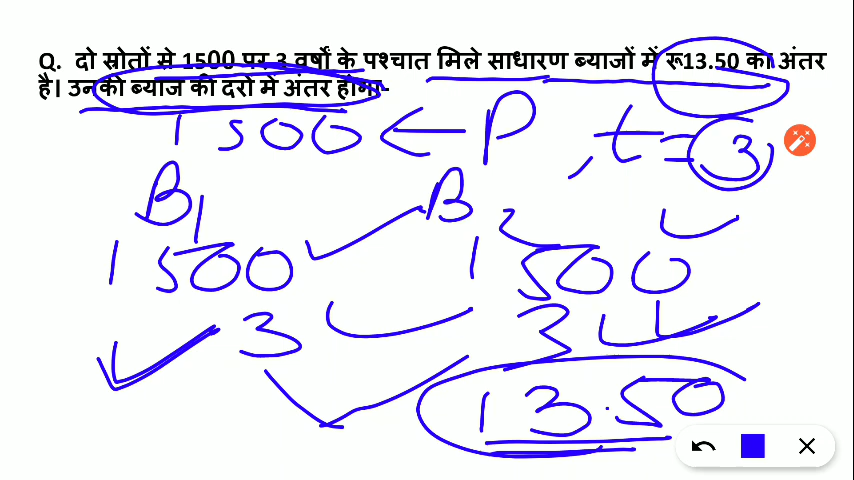 Q. दो स्रोतों से 1500 पर 3 वर्षों के पश्चात मिले साधारण ब्याजों में रू13.50 का अंतर
है। उनकी ब्याज की दरों में अंतर होगा-
1500 ← P , t = 3
B1 B2
1500 1500
3 3
13.50